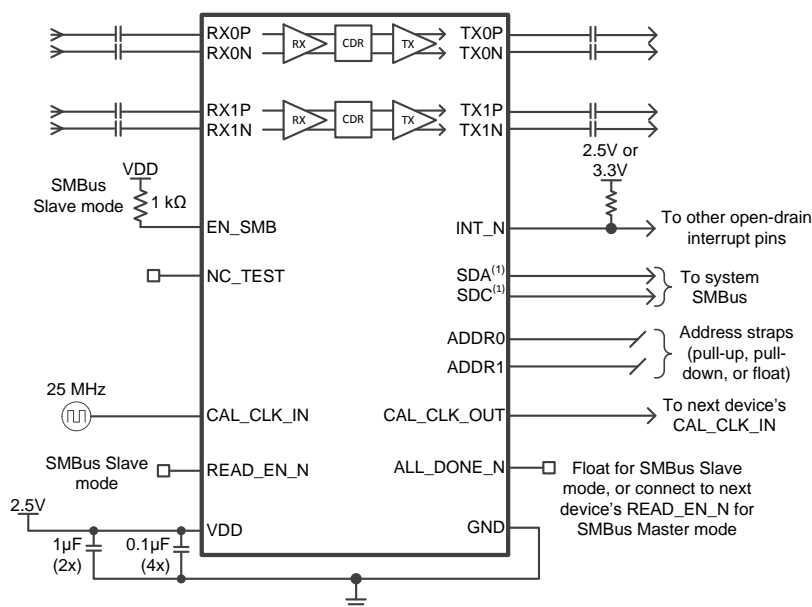 RX0P
RX0N
RX
CDR
TX
TX0P
TX0N
RX1P
RX1N
RX
CDR
TX
TX1P
TX1N
VDD
SMBus
Slave mode
1 kΩ
EN_SMB
2.5V or
3.3V
INT_N
To other open-drain
interrupt pins
NC_TEST
SDA(1)
SDC(1)
To system
SMBus
ADDR0
ADDR1
Address straps
(pull-up, pull-
down, or float)
25 MHz
CAL_CLK_IN
CAL_CLK_OUT
To next device's
CAL_CLK_IN
SMBus Slave
mode
READ_EN_N
ALL_DONE_N
Float for SMBus Slave
mode, or connect to next
device's READ_EN_N for
SMBus Master mode
2.5V
VDD
GND
1µF
(2x)
0.1µF
(4x)